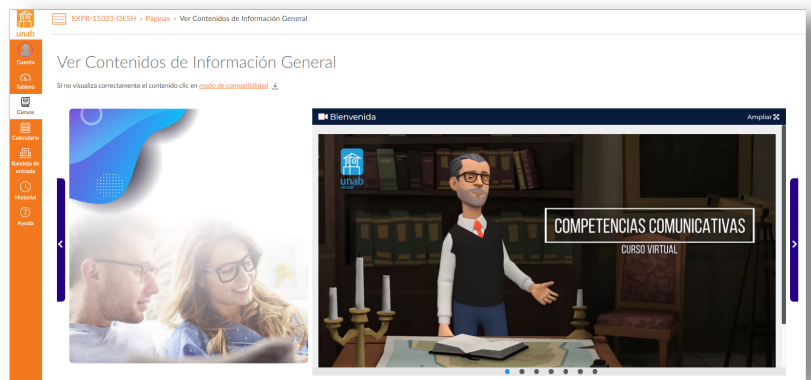 unab
EXPR-15023-OESH › Páginas › Ver Contenidos de Información General
Cuenta
Tablero
Cursos
Calendario
Bandeja de
entrada
Historial
Ayuda
Ver Contenidos de Información General
Si no visualiza correctamente el contenido clic en modo de compatibilidad
Bienvenida
Ampliar
unab
virtual
COMPETENCIAS COMUNICATIVAS
CURSO VIRTUAL